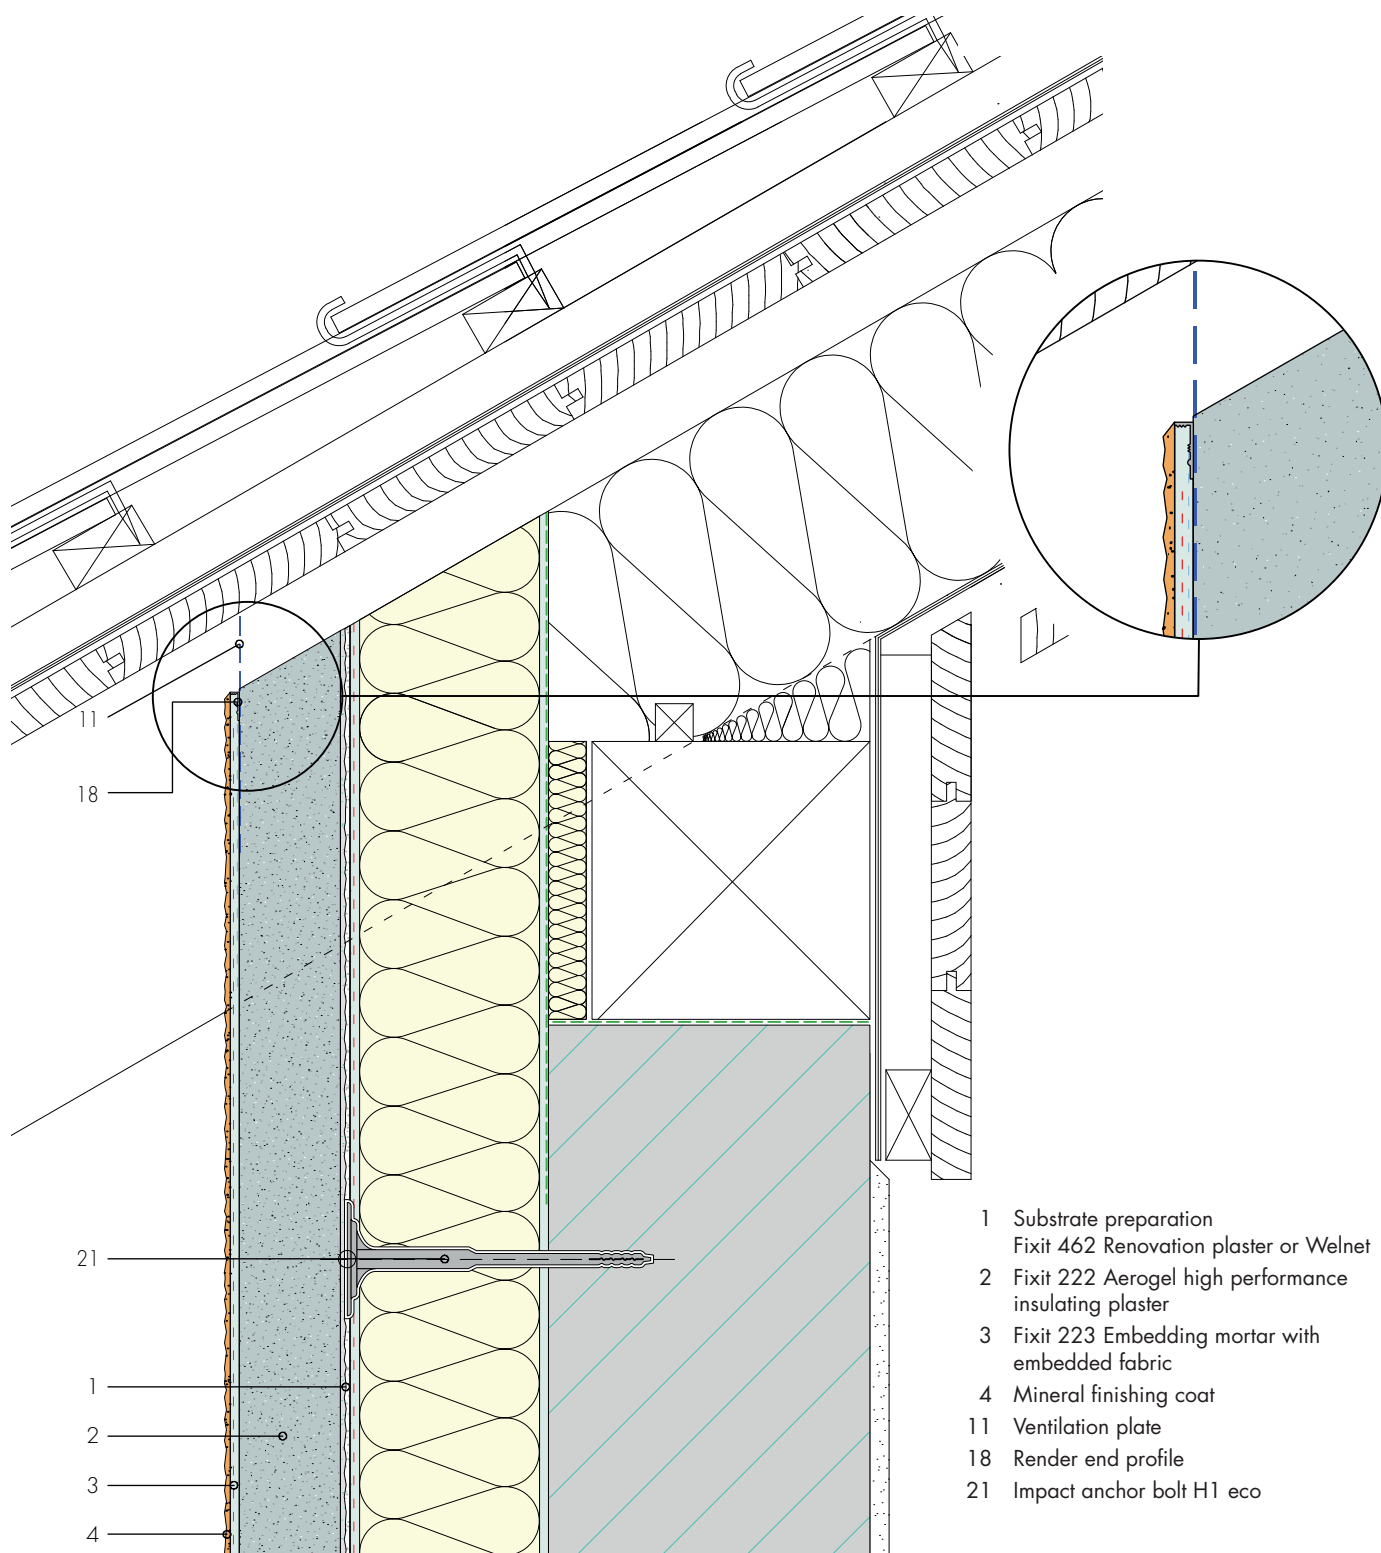 11
18
21
1
2
3
4
1 Substrate preparation
Fixit 462 Renovation plaster or Welnet
2 Fixit 222 Aerogel high performance
insulating plaster
3 Fixit 223 Embedding mortar with
embedded fabric
4 Mineral finishing coat
11 Ventilation plate
18 Render end profile
21 Impact anchor bolt H1 eco